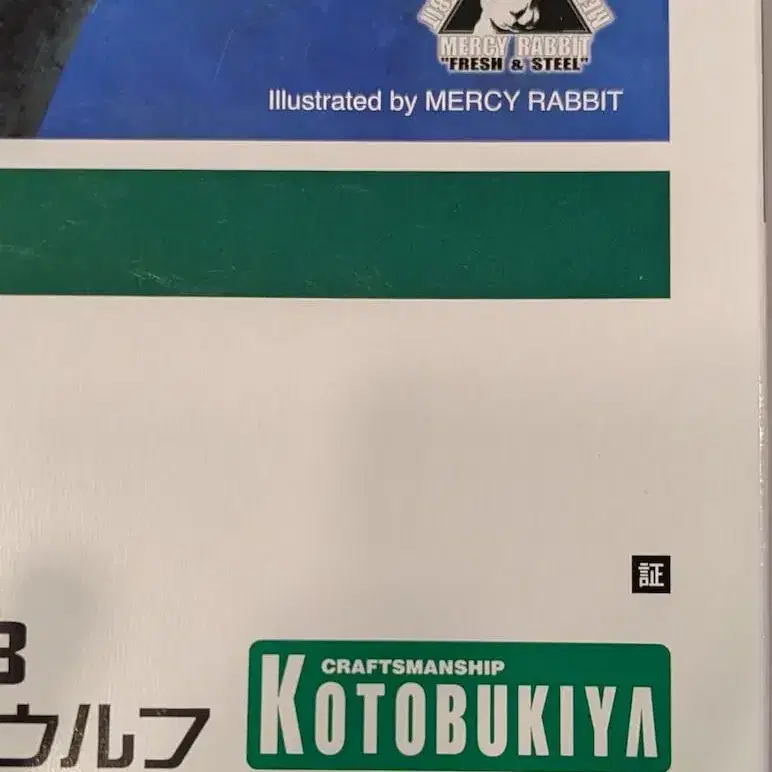 MERCY RABBIT
"FRESH & STEEL"
Illustrated by MERCY RABBIT
証
ウルフ
CRAFTSMANSHIP
KOTOBUKIYA